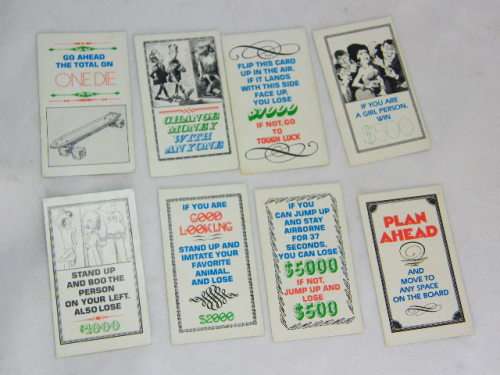 GO AHEAD
THE TOTAL ON
ONE DIE
CHANGE
MONEY
WITH
ANYONE
FLIP THIS CARD
UP IN THE AIR.
IF IT LANDS
WITH THIS SIDE
FACE UP,
YOU LOSE
$1000
IF NOT, GO
TO
TOUGH LUCK
IF YOU ARE
A GIRL PERSON,
WIN
STAND UP
AND BOO THE
PERSON
ON YOUR LEFT.
ALSO LOSE
$1000
IF YOU ARE
GOOD
LOOKING
STAND UP AND
IMITATE YOUR
FAVORITE
ANIMAL.
AND LOSE
$2000
IF YOU
CAN JUMP UP
AND STAY
AIRBORNE
FOR 37
SECONDS,
YOU CAN LOSE
$5000
IF NOT,
JUMP UP AND
LOSE
$500
PLAN
AHEAD
AND
MOVE TO
ANY SPACE
ON THE BOARD